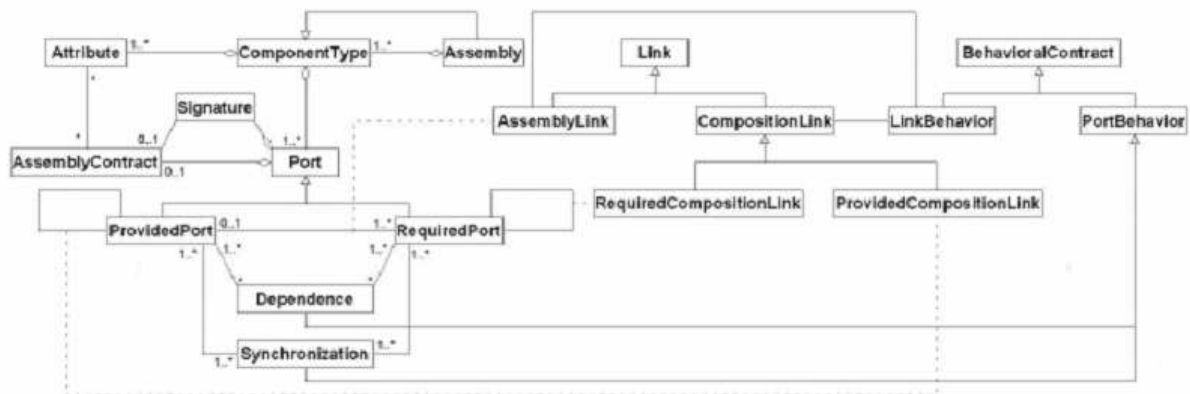 Attribute 1..* ComponentType 1..* Assembly
Link BehavioralContract
* Signature
AssemblyLink CompositionLink LinkBehavior PortBehavior
* 0..1 1..*
AssemblyContract 0..1 Port
RequiredCompositionLink ProvidedCompositionLink
ProvidedPort 0..1 1..* RequiredPort
1..* 1..* 1..* 1..*
* *
Dependence
1..* Synchronization 1..*